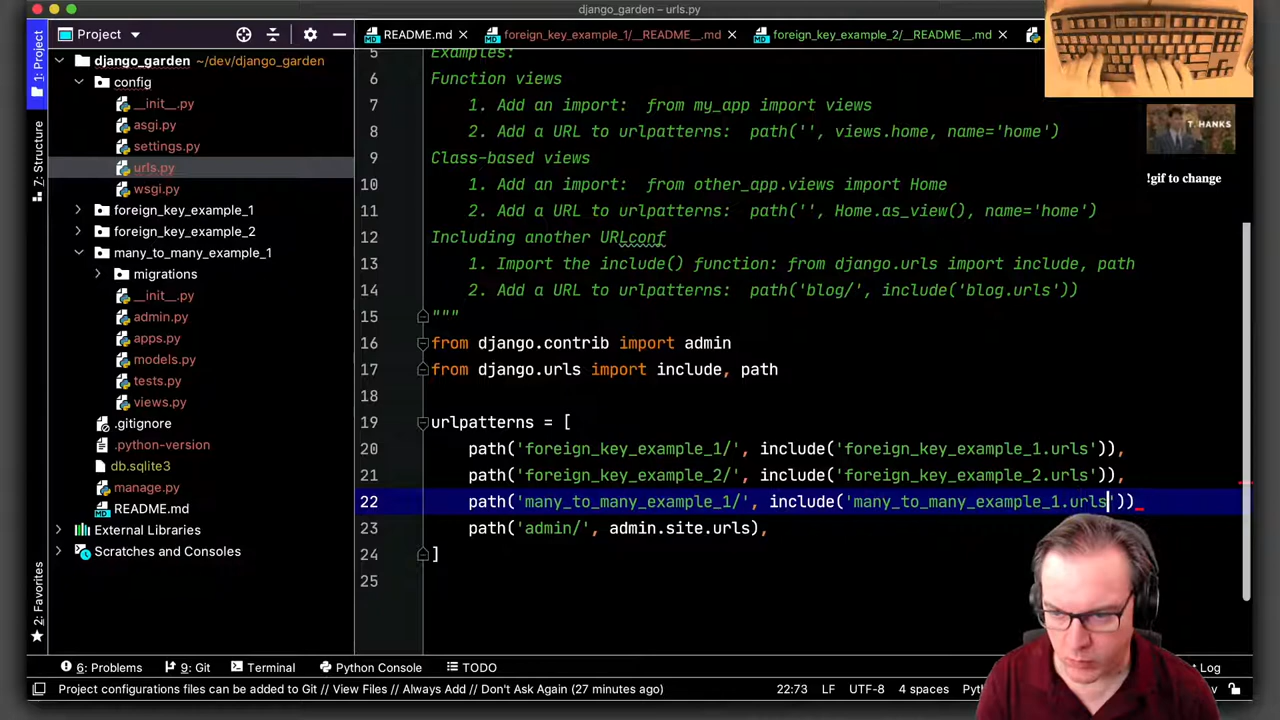 django_garden – urls.py
Project
README.md
foreign_key_example_1/__README__.md
foreign_key_example_2/__README__.md
1: Project
7: Structure
2: Favorites
django_garden ~/dev/django_garden
config
__init__.py
asgi.py
settings.py
urls.py
wsgi.py
foreign_key_example_1
foreign_key_example_2
many_to_many_example_1
migrations
__init__.py
admin.py
apps.py
models.py
tests.py
views.py
.gitignore
.python-version
db.sqlite3
manage.py
README.md
External Libraries
Scratches and Consoles
5 Examples:
6 Function views
7 1. Add an import: from my_app import views
8 2. Add a URL to urlpatterns: path('', views.home, name='home')
9 Class-based views
10 1. Add an import: from other_app.views import Home
11 2. Add a URL to urlpatterns: path('', Home.as_view(), name='home')
12 Including another URLconf
13 1. Import the include() function: from django.urls import include, path
14 2. Add a URL to urlpatterns: path('blog/', include('blog.urls'))
15 """
16 from django.contrib import admin
17 from django.urls import include, path
18
19 urlpatterns = [
20 path('foreign_key_example_1/', include('foreign_key_example_1.urls')),
21 path('foreign_key_example_2/', include('foreign_key_example_2.urls')),
22 path('many_to_many_example_1/', include('many_to_many_example_1.urls'))
23 path('admin/', admin.site.urls),
24 ]
25
T. HANKS
!gif to change
6: Problems
9: Git
Terminal
Python Console
TODO
Log
Project configurations files can be added to Git // View Files // Always Add // Don't Ask Again (27 minutes ago)
22:73
LF
UTF-8
4 spaces